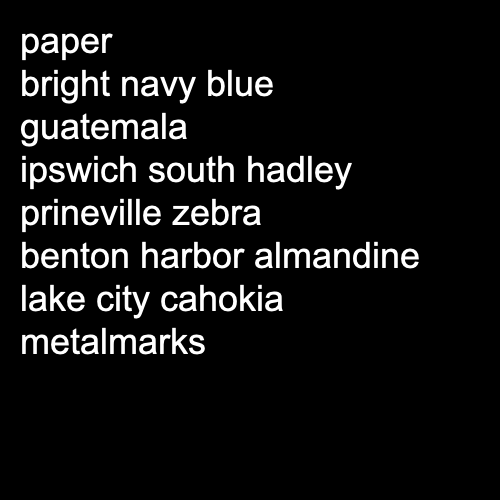 paper
bright navy blue
guatemala
ipswich south hadley
prineville zebra
benton harbor almandine
lake city cahokia
metalmarks